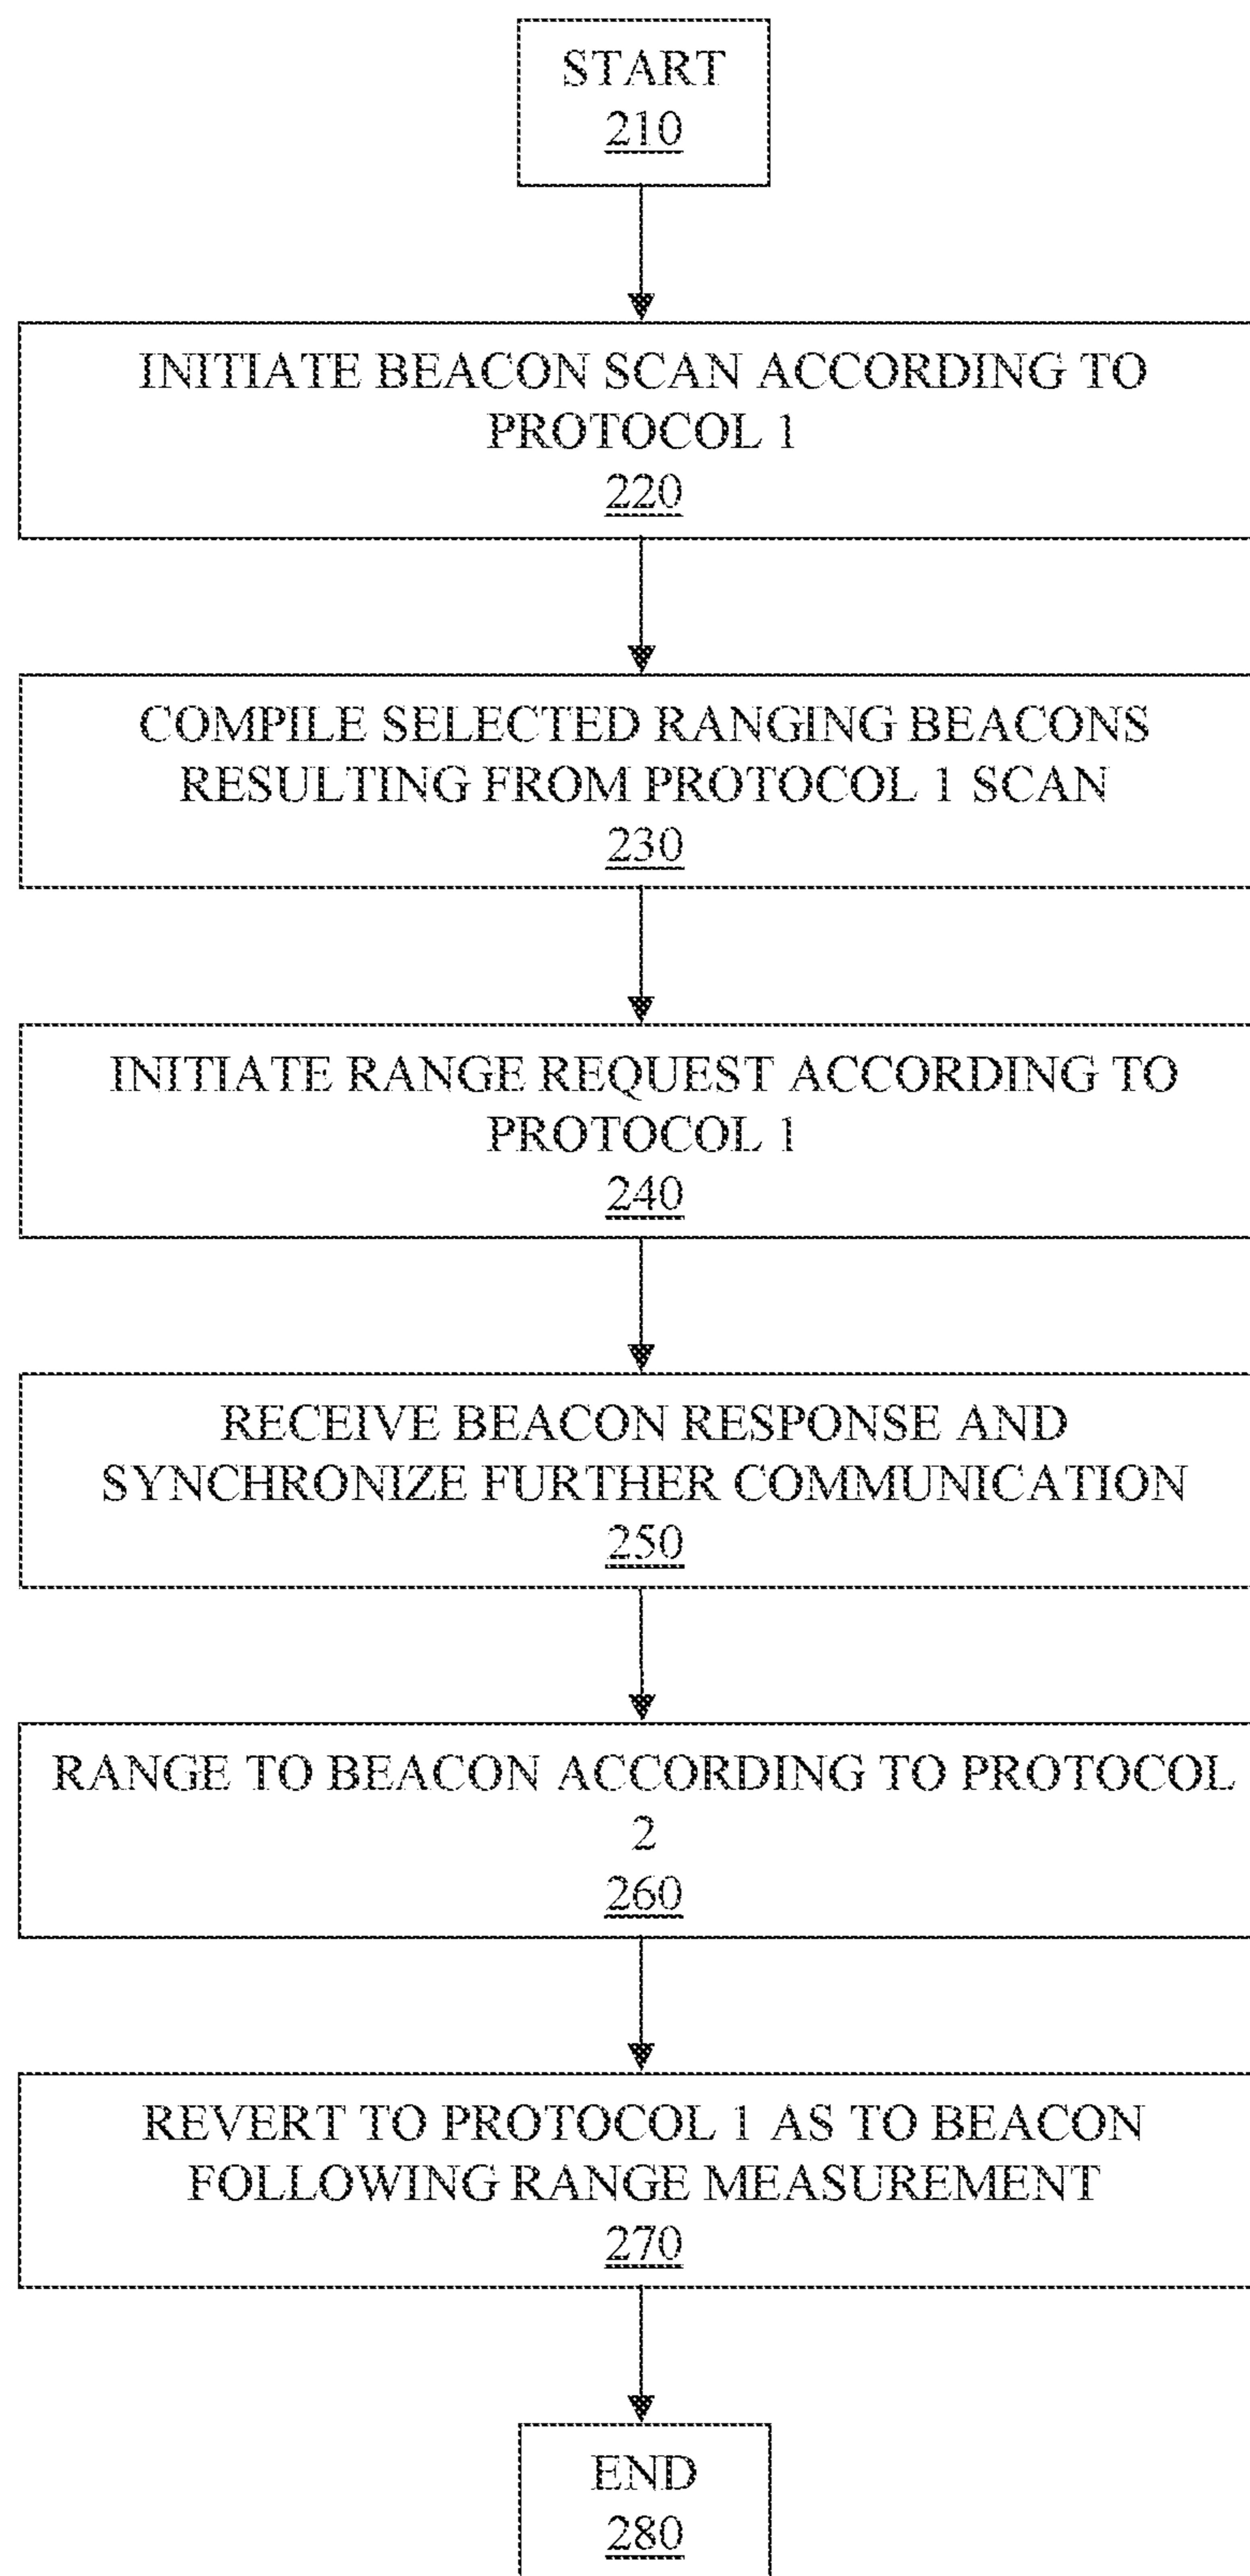 START
210
INITIATE BEACON SCAN ACCORDING TO
PROTOCOL 1
220
COMPILE SELECTED RANGING BEACONS
RESULTING FROM PROTOCOL 1 SCAN
230
INITIATE RANGE REQUEST ACCORDING TO
PROTOCOL 1
240
RECEIVE BEACON RESPONSE AND
SYNCHRONIZE FURTHER COMMUNICATION
250
RANGE TO BEACON ACCORDING TO PROTOCOL
2
260
REVERT TO PROTOCOL 1 AS TO BEACON
FOLLOWING RANGE MEASUREMENT
270
END
280